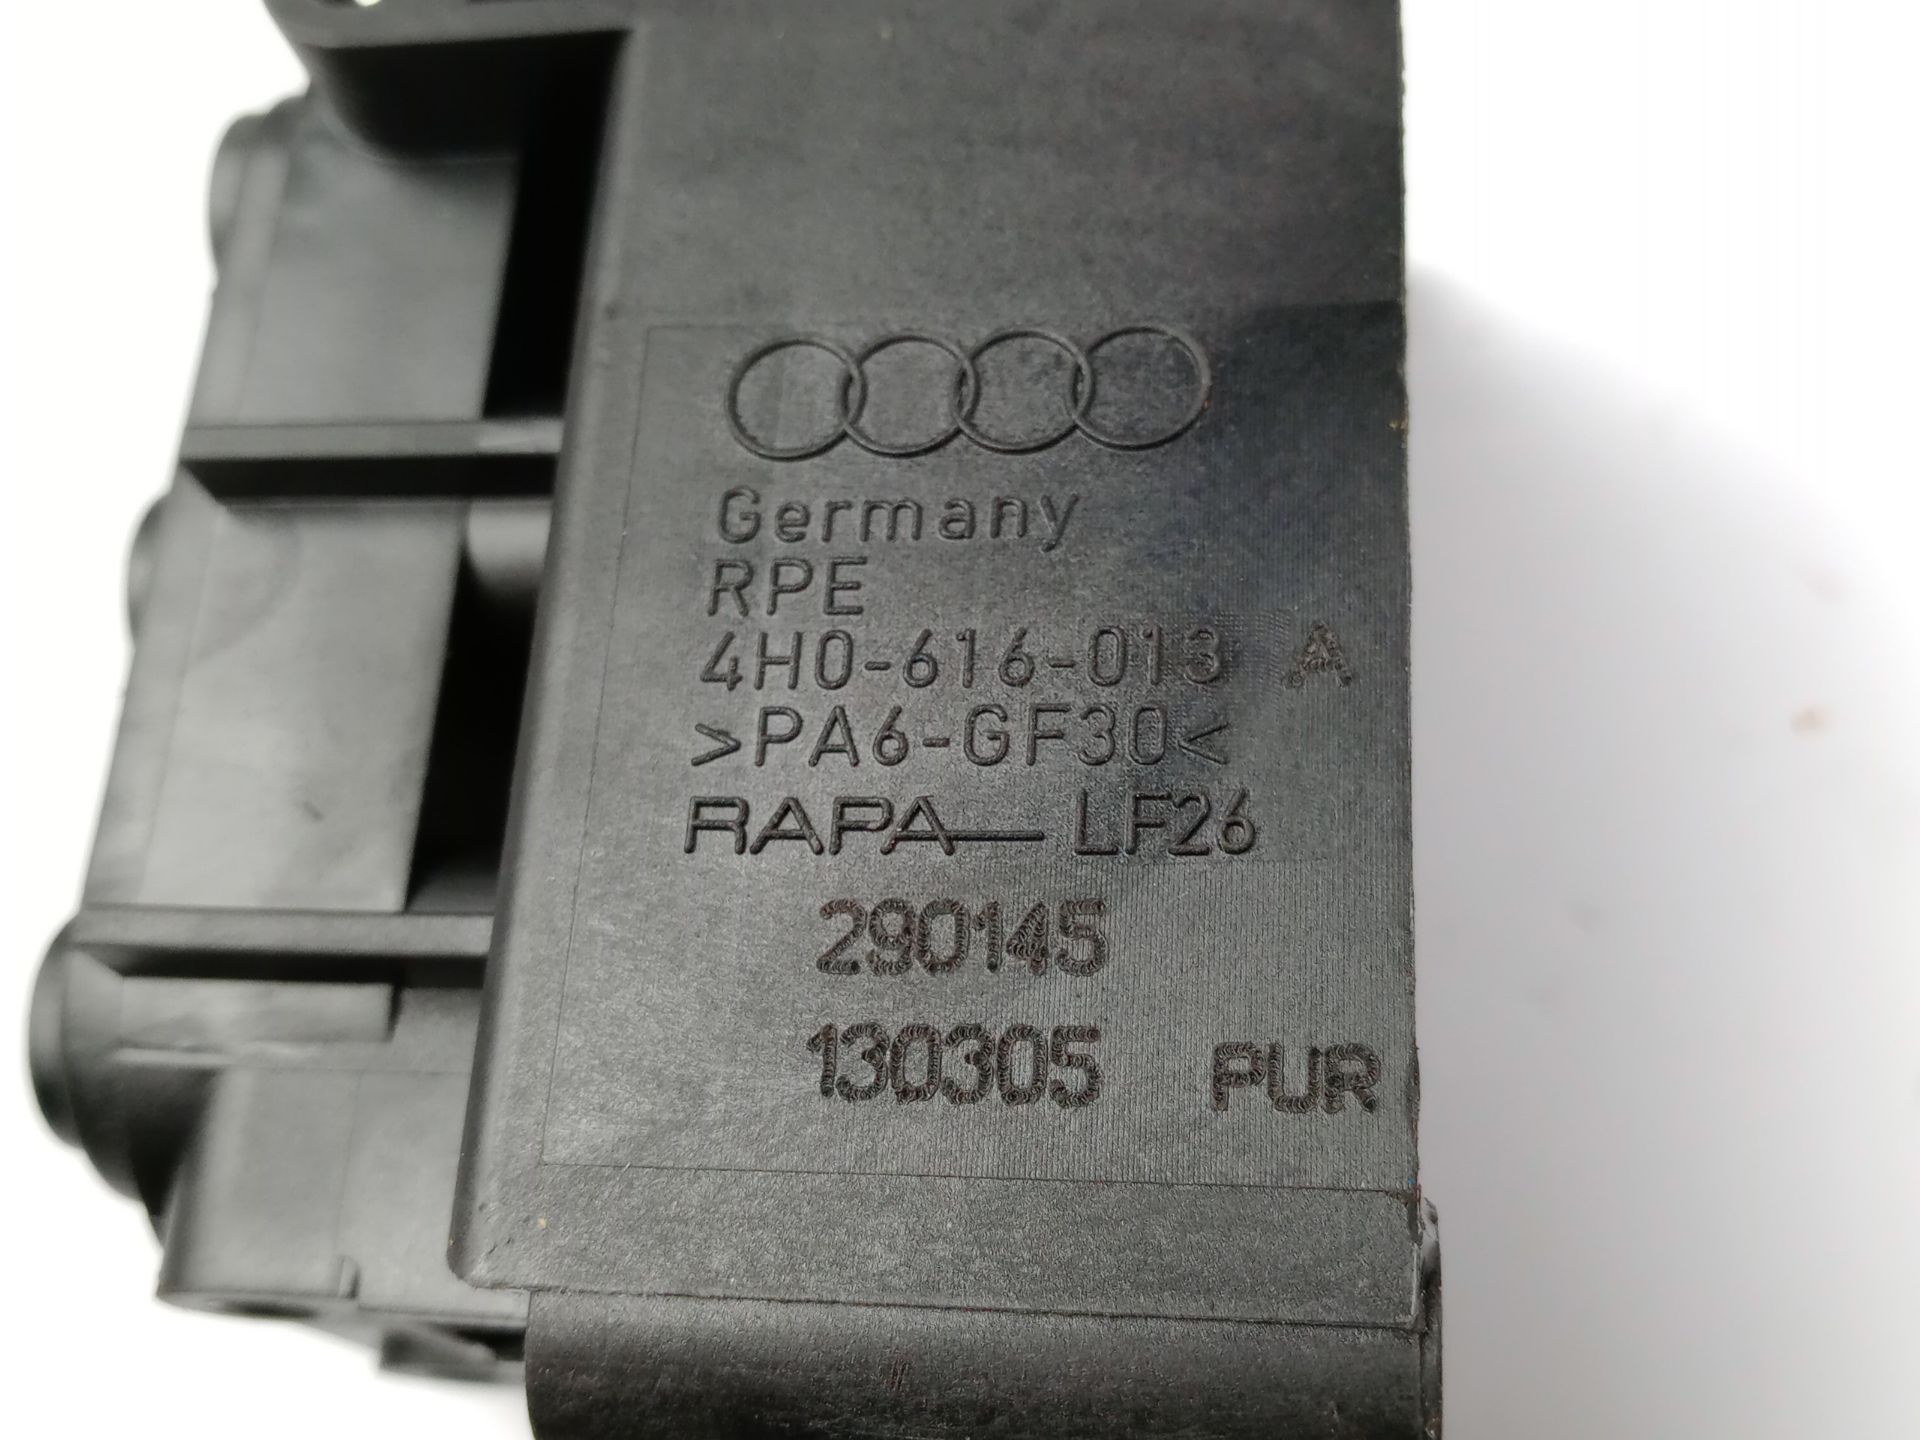 Germany
RPE
4H0-616-013 A
>PA6-GF30<
RAPA LF26
290145
130305 PUR